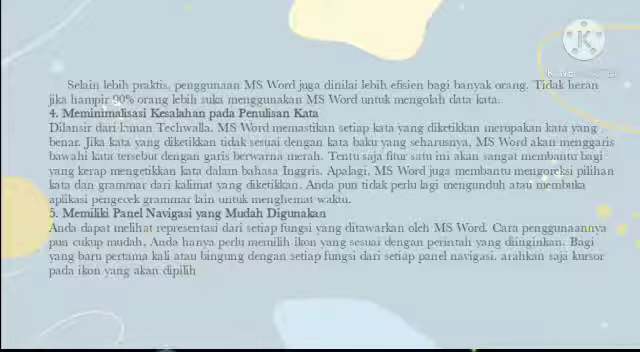 Selain lebih praktis, penggunaan MS Word juga dinilai lebih efisien bagi banyak orang. Tidak heran
jika hampir 90% orang lebih suka menggunakan MS Word untuk mengolah data kata.
4. Meminimalisasi Kesalahan pada Penulisan Kata
Dilansir dari laman Techwalla, MS Word memastikan setiap kata yang diketikkan merupakan kata yang
benar. Jika kata yang diketikkan tidak sesuai dengan kata baku yang seharusnya, MS Word akan menggaris
bawahi kata tersebut dengan garis berwarna merah. Tentu saja fitur satu ini akan sangat membantu bagi
yang kerap mengetikkan kata dalam bahasa Inggris. Apalagi, MS Word juga membantu mengoreksi pilihan
kata dan grammar dari kalimat yang diketikkan. Anda pun tidak perlu lagi mengunduh atau membuka
aplikasi pengecek grammar lain untuk menghemat waktu.
5. Memiliki Panel Navigasi yang Mudah Digunakan
Anda dapat melihat representasi dari setiap fungsi yang ditawarkan oleh MS Word. Cara penggunaannya
pun cukup mudah, Anda hanya perlu memilih ikon yang sesuai dengan perintah yang diinginkan. Bagi
yang baru pertama kali atau bingung dengan setiap fungsi dari setiap panel navigasi, arahkan saja kursor
pada ikon yang akan dipilih